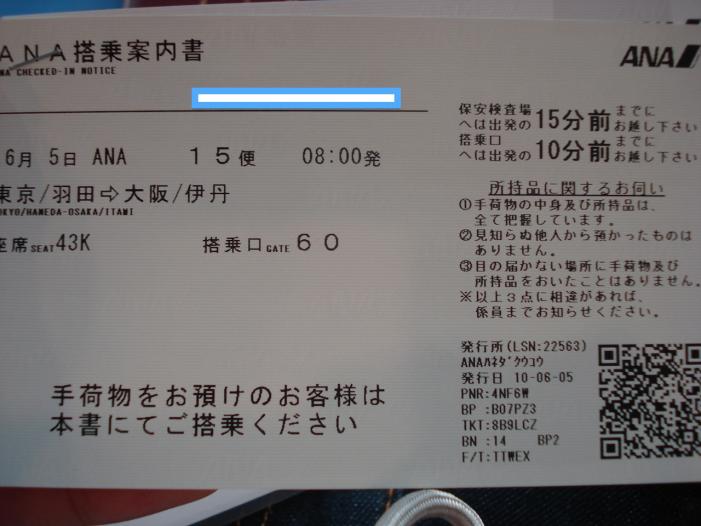 ANA搭乗案内書
ANA CHECKED-IN NOTICE
ANA
保安検査場
へは出発の15分前までに
お越し下さい
搭乗口
へは出発の10分前までに
お越し下さい
6月 5日 ANA 15便 08:00発
東京/羽田⇨大阪/伊丹
TOKYO/HANEDA-OSAKA/ITAMI
座席SEAT43K 搭乗口GATE60
所持品に関するお伺い
①手荷物の中身及び所持品は、
全て把握しています。
②見知らぬ他人から預かったものは
ありません。
③目の届かない場所に手荷物及び
所持品をおいたことはありません。
※以上3点に相違があれば、
係員までお知らせください。
手荷物をお預けのお客様は
本書にてご搭乗ください
発行所(LSN:22563)
ANAハネダクウコウ
発行日 10-06-05
PNR:4NF6W
BP :B07PZ3
TKT:8B9LCZ
BN :14 BP2
F/T:TTWEX